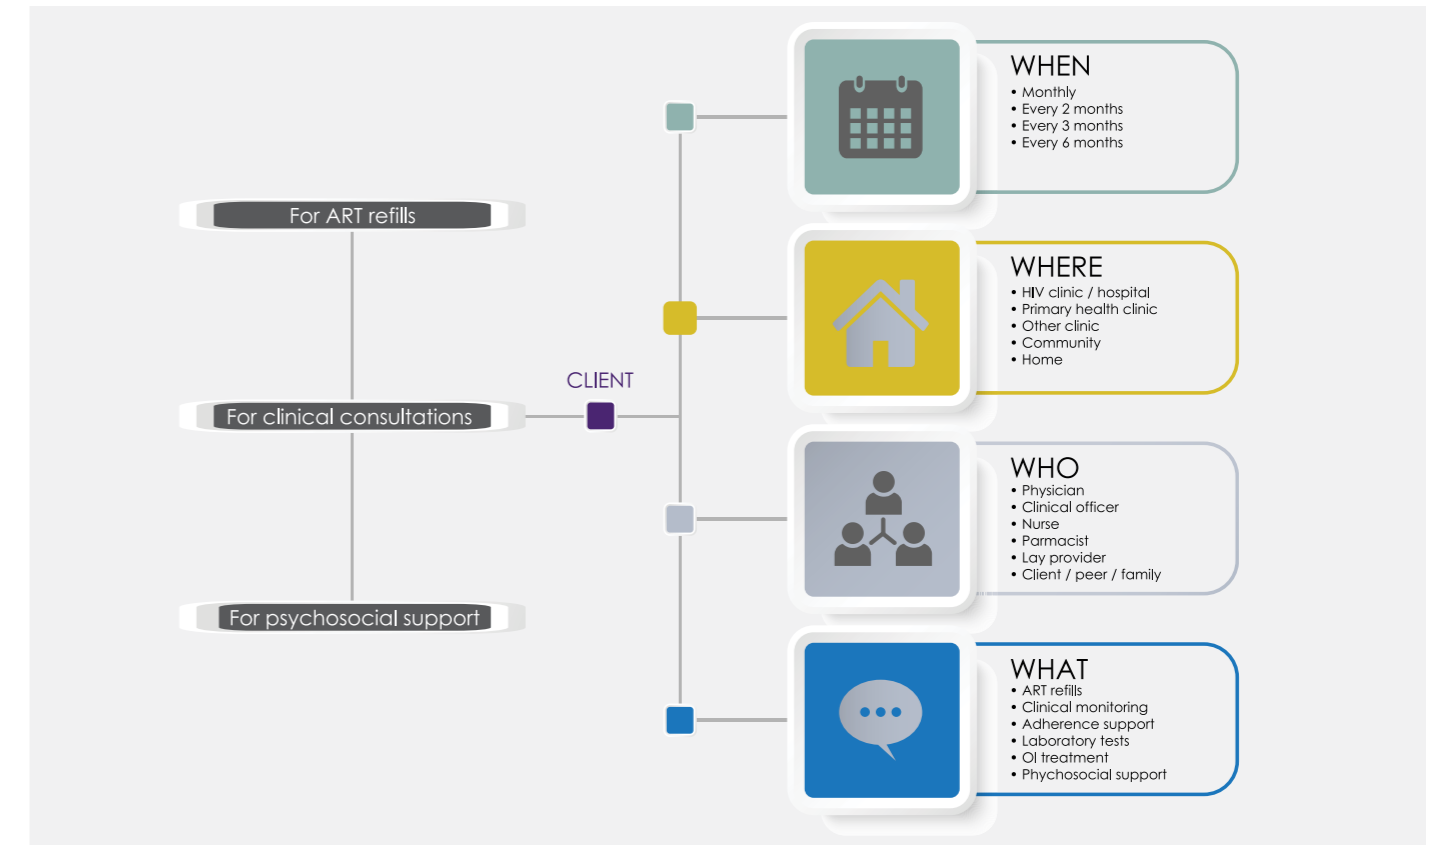 For ART refills
For clinical consultations
For psychosocial support
CLIENT
WHEN
• Monthly
• Every 2 months
• Every 3 months
• Every 6 months
WHERE
• HIV clinic / hospital
• Primary health clinic
• Other clinic
• Community
• Home
WHO
• Physician
• Clinical officer
• Nurse
• Parmacist
• Lay provider
• Client / peer / family
WHAT
• ART refills
• Clinical monitoring
• Adherence support
• Laboratory tests
• OI treatment
• Phychosocial support